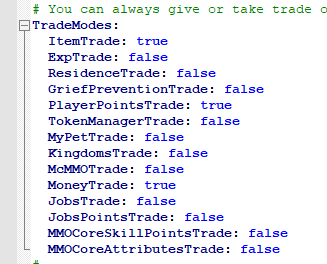 # You can always give or take trade o
TradeModes:
ItemTrade: true
ExpTrade: false
ResidenceTrade: false
GriefPreventionTrade: false
PlayerPointsTrade: true
TokenManagerTrade: false
MyPetTrade: false
KingdomsTrade: false
McMMOTrade: false
MoneyTrade: true
JobsTrade: false
JobsPointsTrade: false
MMOCoreSkillPointsTrade: false
MMOCoreAttributesTrade: false
#